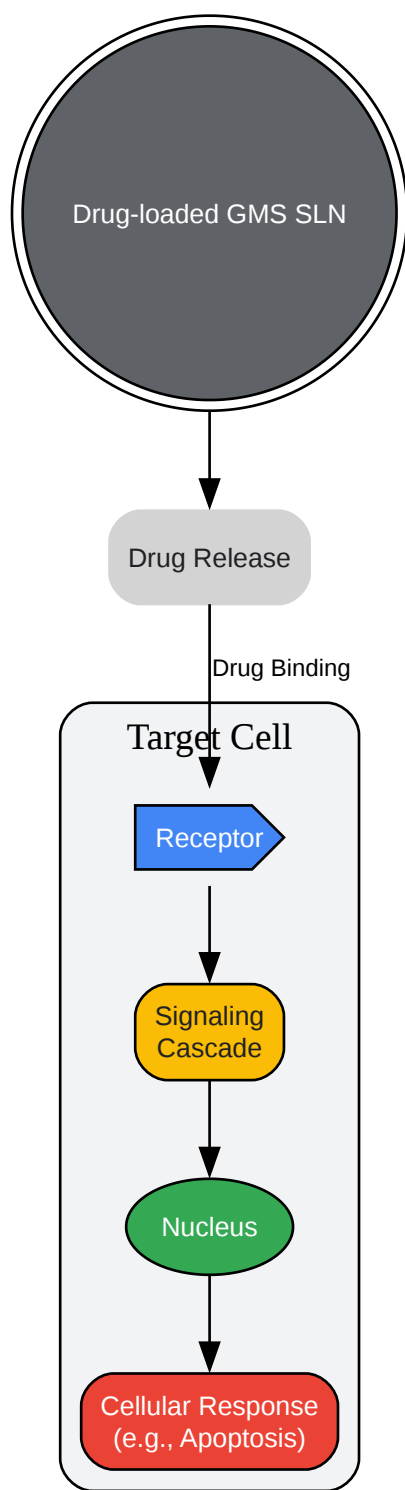 Drug-loaded GMS SLN
Drug Release
Drug Binding
Target Cell
Receptor
Signaling
Cascade
Nucleus
Cellular Response
(e.g., Apoptosis)